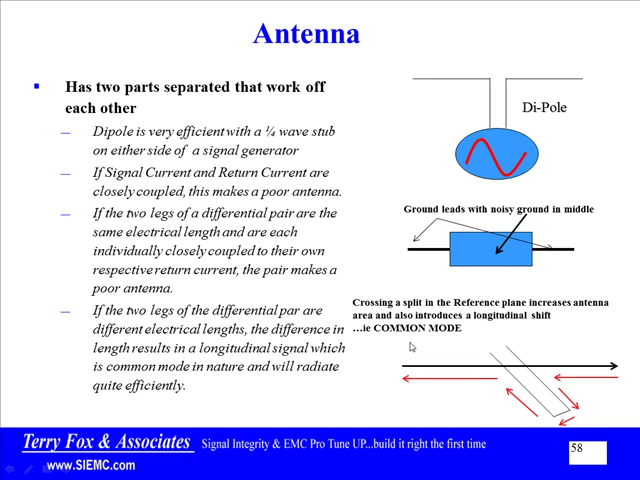 Antenna
Has two parts separated that work off
each other
— Dipole is very efficient with a ¼ wave stub
on either side of a signal generator
— If Signal Current and Return Current are
closely coupled, this makes a poor antenna.
— If the two legs of a differential pair are the
same electrical length and are each
individually closely coupled to their own
respective return current, the pair makes a
poor antenna.
— If the two legs of the differential par are
different electrical lengths, the difference in
length results in a longitudinal signal which
is common mode in nature and will radiate
quite efficiently.
Di-Pole
Ground leads with noisy ground in middle
Crossing a split in the Reference plane increases antenna
area and also introduces a longitudinal shift
…ie COMMON MODE
Terry Fox & Associates Signal Integrity & EMC Pro Tune UP...build it right the first time
www.SIEMC.com
58